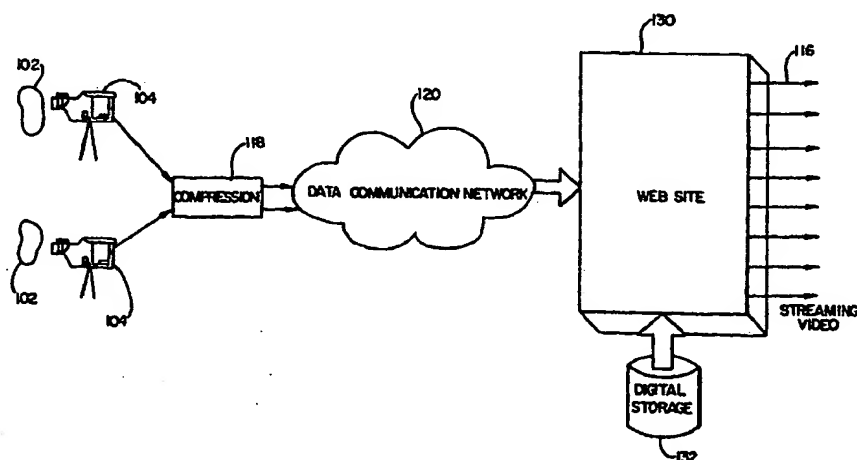 130
116
102
104
120
118
COMPRESSION
DATA COMMUNICATION NETWORK
WEB SITE
102
104
STREAMING
VIDEO
DIGITAL
STORAGE
132